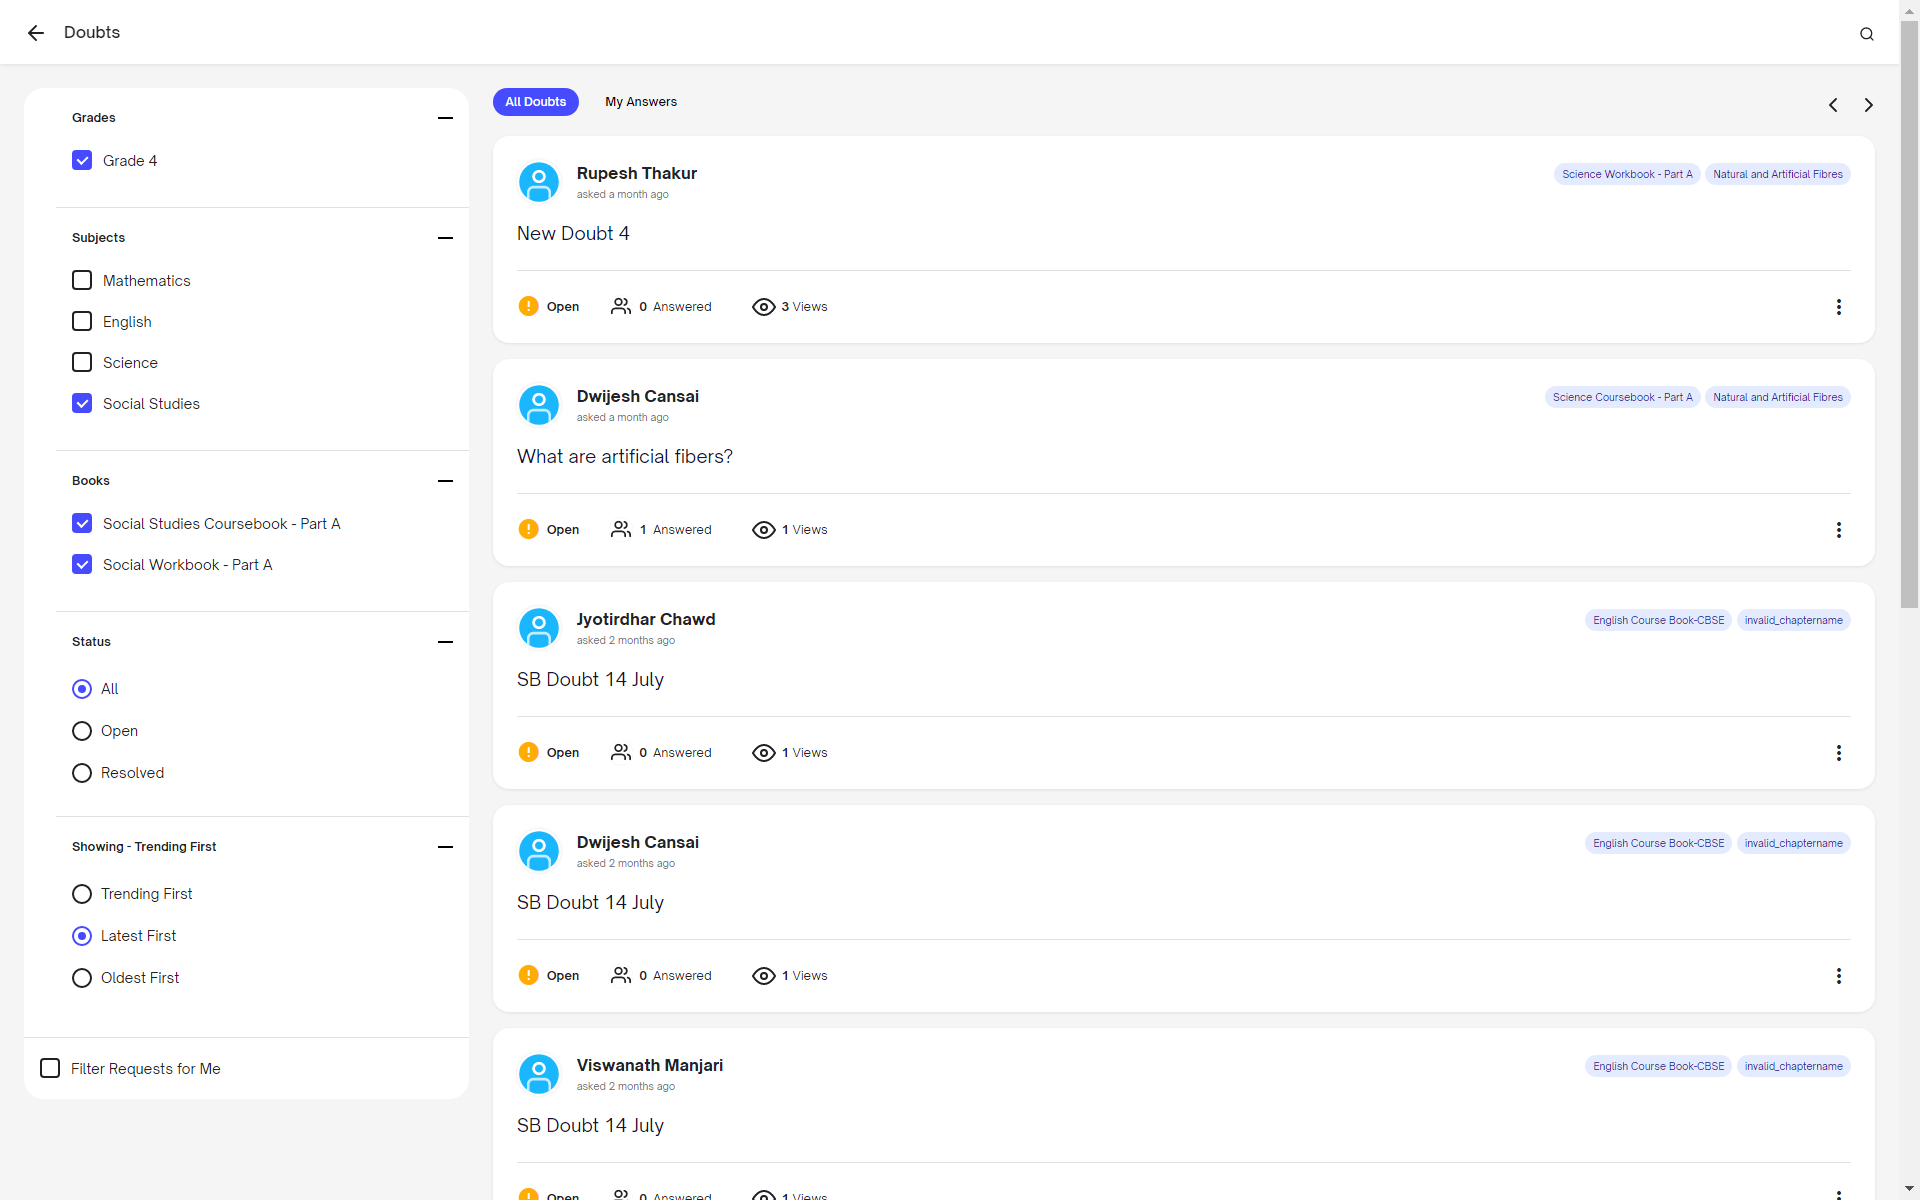 Doubts
Grades
Grade 4
Subjects
Mathematics
English
Science
Social Studies
Books
Social Studies Coursebook - Part A
Social Workbook - Part A
Status
All
Open
Resolved
Showing - Trending First
Trending First
Latest First
Oldest First
Filter Requests for Me
All Doubts My Answers
Rupesh Thakur
asked a month ago
Science Workbook - Part A Natural and Artificial Fibres
New Doubt 4
Open 0 Answered 3 Views
Dwijesh Cansai
asked a month ago
Science Coursebook - Part A Natural and Artificial Fibres
What are artificial fibers?
Open 1 Answered 1 Views
Jyotirdhar Chawd
asked 2 months ago
English Course Book-CBSE invalid_chaptername
SB Doubt 14 July
Open 0 Answered 1 Views
Dwijesh Cansai
asked 2 months ago
English Course Book-CBSE invalid_chaptername
SB Doubt 14 July
Open 0 Answered 1 Views
Viswanath Manjari
asked 2 months ago
English Course Book-CBSE invalid_chaptername
SB Doubt 14 July
Open 0 Answered 1 Views